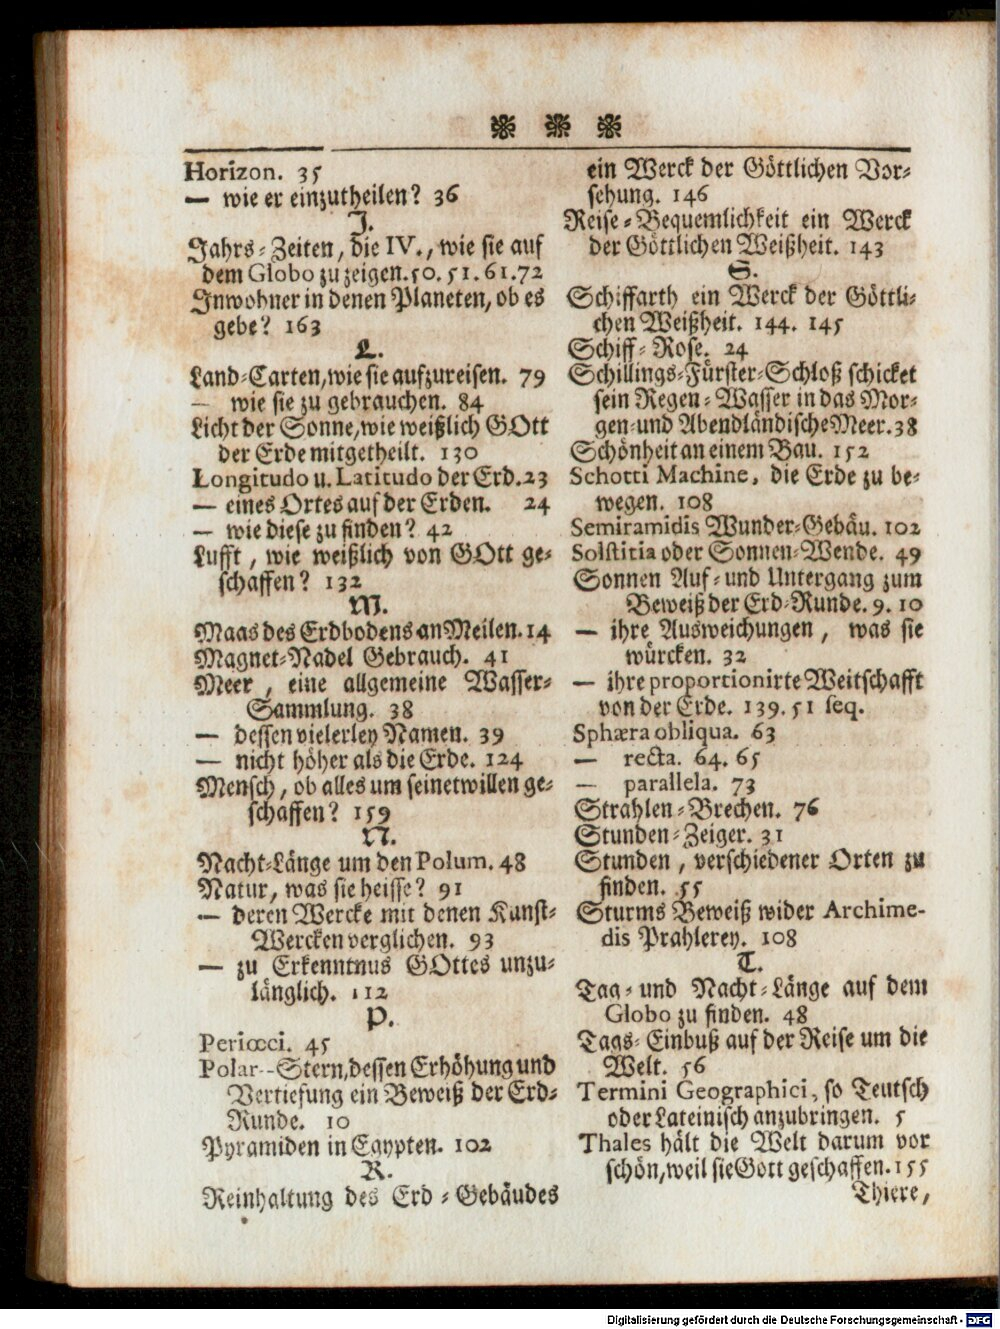 Horizon. 35
— wie er einzutheilen? 36
J.
Jahrs-Zeiten, die IV., wie sie auf
dem Globo zu zeigen. 50. 51. 61. 72
Inwohner in denen Planeten, ob es
gebe? 163
L.
Land-Carten, wie sie aufzureisen. 79
— wie sie zu gebrauchen. 84
Licht der Sonne, wie weißlich GOtt
der Erde mitgetheilt. 130
Longitudo u. Latitudo der Erd. 23
— eines Ortes auf der Erden. 24
— wie diese zu finden? 42
Lufft, wie weißlich von GOtt ge-
schaffen? 132
M.
Maas des Erdbodens an Meilen. 14
Magnet-Nadel Gebrauch. 41
Meer, eine allgemeine Wasser-
Sammlung. 38
— dessen vielerley Namen. 39
— nicht höher als die Erde. 124
Mensch, ob alles um seinetwillen ge-
schaffen? 159
N.
Nacht-Länge um den Polum. 48
Natur, was sie heisse? 91
— deren Wercke mit denen Kunst-
Wercken verglichen. 93
— zu Erkenntnus GOttes unzu-
länglich. 112
P.
Periœci. 45
Polar--Stern, dessen Erhöhung und
Vertiefung ein Beweiß der Erd-
Runde. 10
Pyramiden in Egypten. 102
R.
Reinhaltung des Erd-Gebäudes
ein Werck der Göttlichen Vor-
sehung. 146
Reise-Bequemlichkeit ein Werck
der Göttlichen Weißheit. 143
S.
Schiffarth ein Werck der Göttli-
chen Weißheit. 144. 145
Schiff-Rose. 24
Schillings-Fürster-Schloß schicket
sein Regen-Wasser in das Mor-
gen- und Abendländische Meer. 38
Schönheit an einem Bau. 152
Schotti Machine, die Erde zu be-
wegen. 108
Semiramidis Wunder-Gebäu. 102
Solstitia oder Sonnen-Wende. 49
Sonnen Auf- und Untergang zum
Beweiß der Erd-Runde. 9. 10
— ihre Ausweichungen, was sie
würcken. 32
— ihre proportionirte Weitschafft
von der Erde. 139. 51 seq.
Sphæra obliqua. 63
— recta. 64. 65
— parallela. 73
Strahlen-Brechen. 76
Stunden-Zeiger. 31
Stunden, verschiedener Orten zu
finden. 55
Sturms Beweiß wider Archime-
dis Prahlerey. 108
T.
Tag- und Nacht-Länge auf dem
Globo zu finden. 48
Tags-Einbuß auf der Reise um die
Welt. 56
Termini Geographici, so Teutsch
oder Lateinisch anzubringen. 5
Thales hält die Welt darum vor
schön, weil sie Gott geschaffen. 155
Thiere,
Digitalisierung gefördert durch die Deutsche Forschungsgemeinschaft - DFG